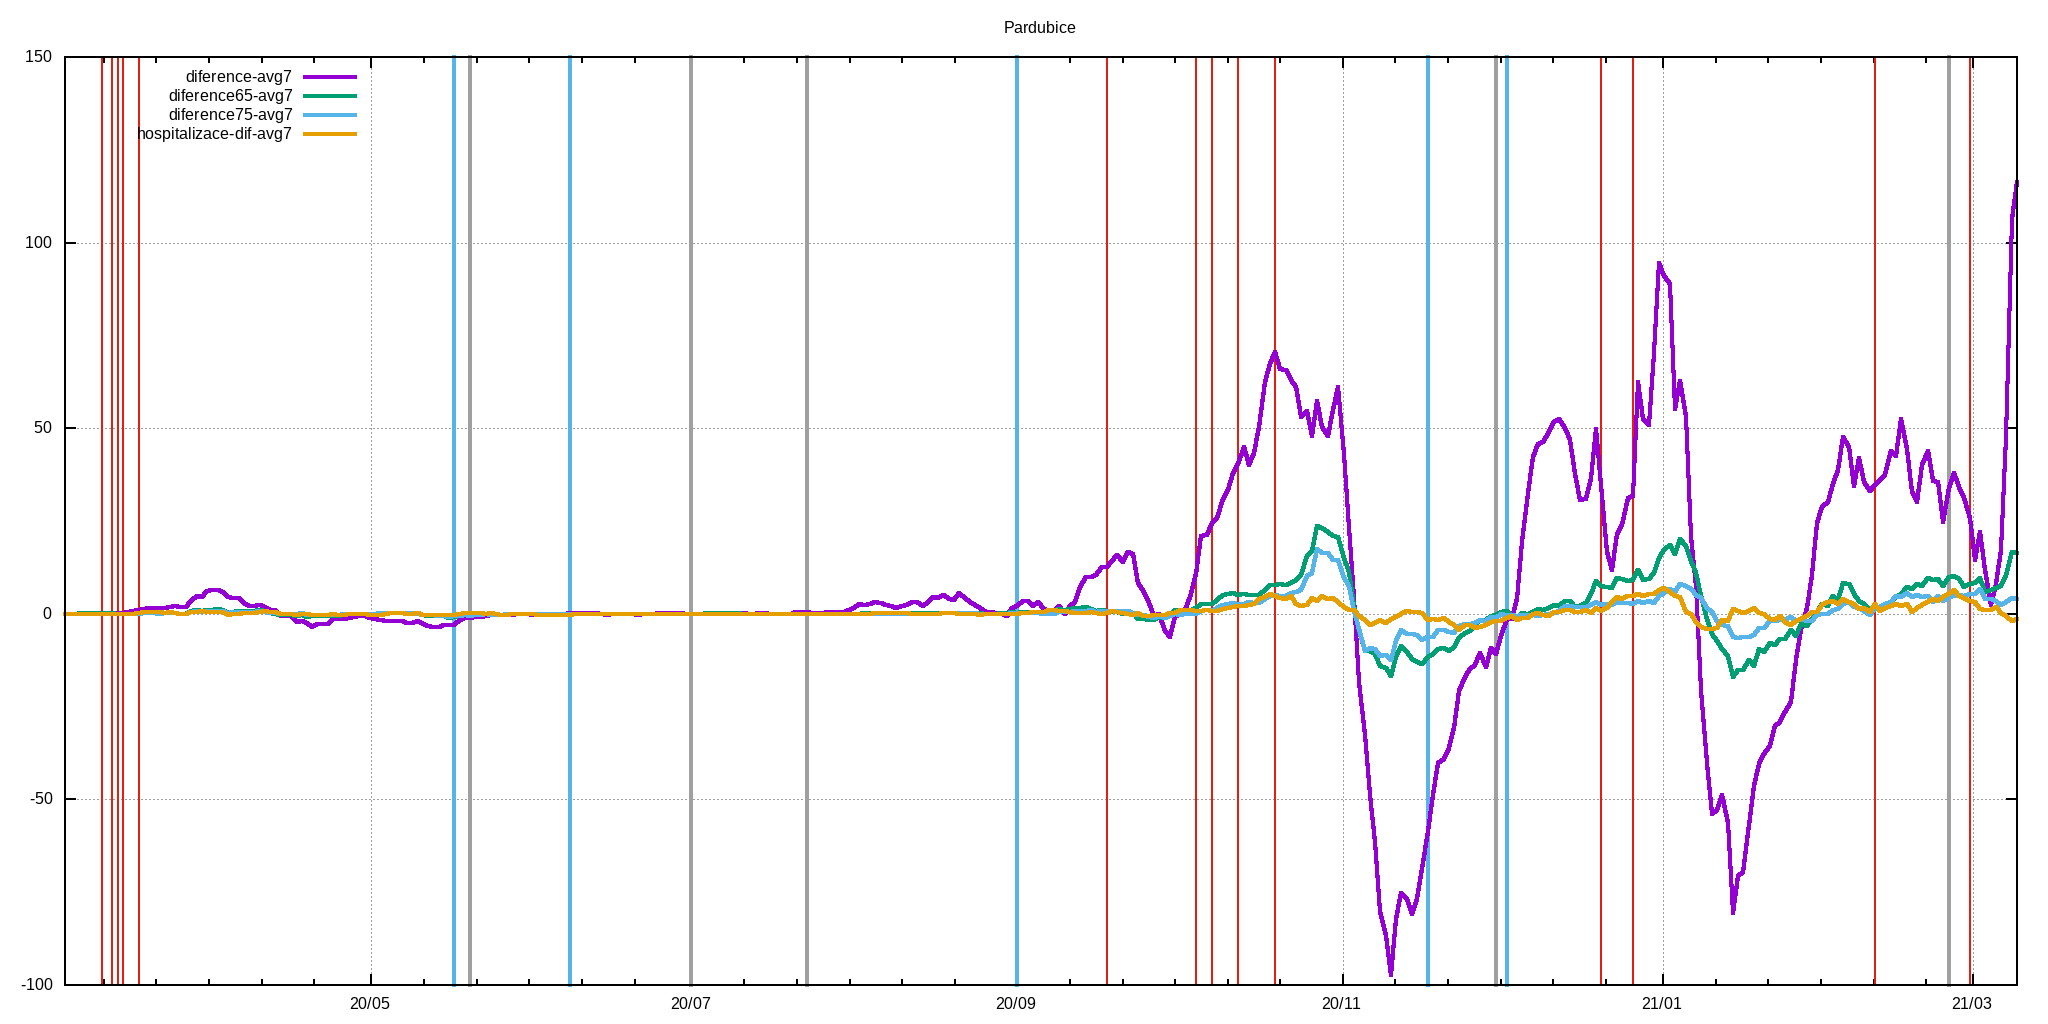 Pardubice
150
100
50
0
-50
-100
diference-avg7
diference65-avg7
diference75-avg7
hospitalizace-dif-avg7
20/05 20/07 20/09 20/11 21/01 21/03